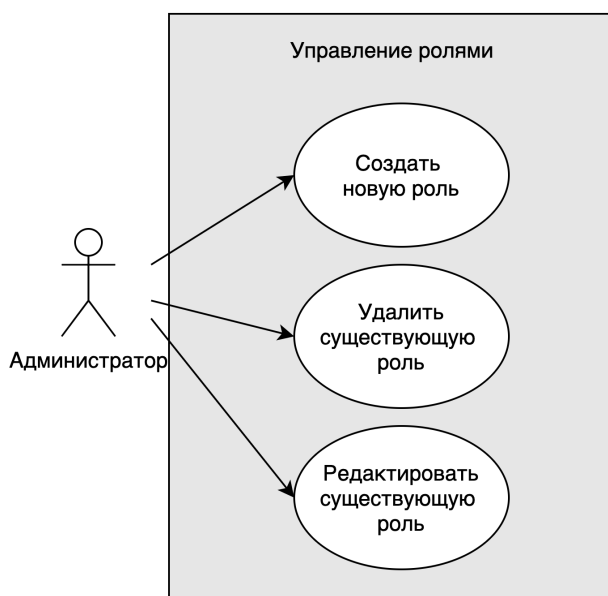 Управление ролями
Создать
новую роль
Администратор
Удалить
существующую
роль
Редактировать
существующую
роль